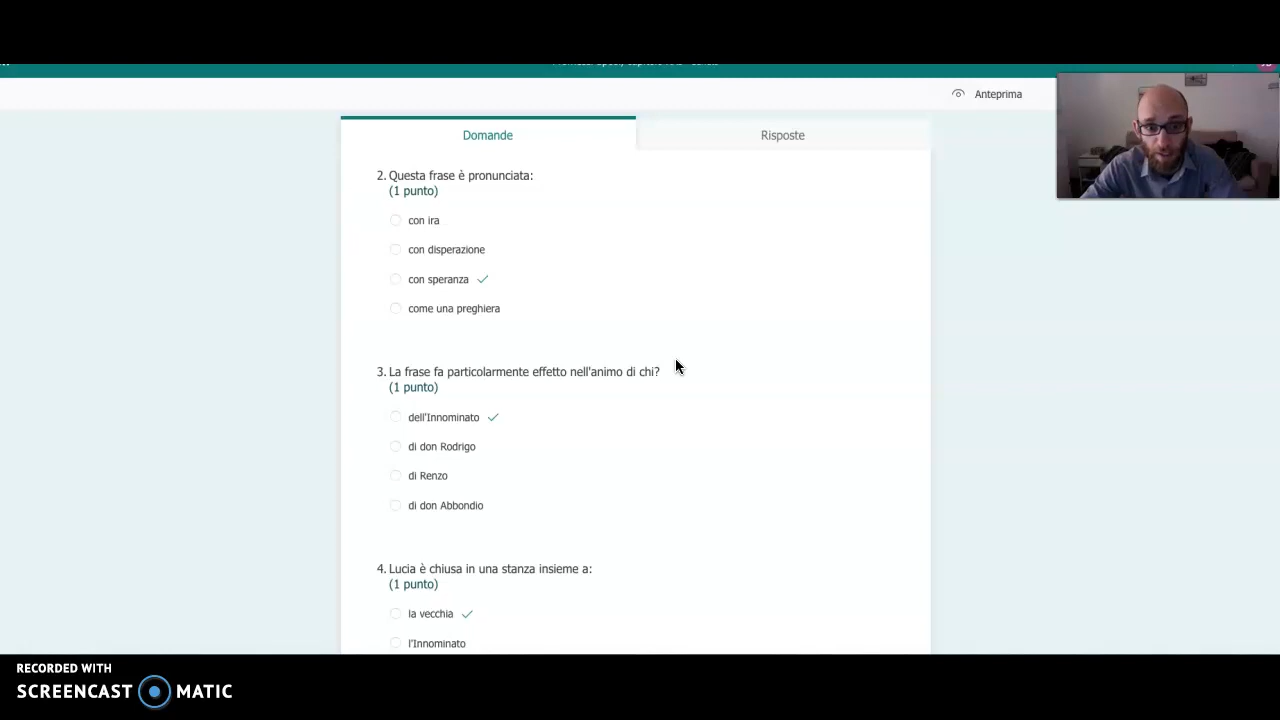 Anteprima
Domande
Risposte
2. Questa frase è pronunciata:
(1 punto)
con ira
con disperazione
con speranza
come una preghiera
3. La frase fa particolarmente effetto nell'animo di chi?
(1 punto)
dell'Innominato
di don Rodrigo
di Renzo
di don Abbondio
4. Lucia è chiusa in una stanza insieme a:
(1 punto)
la vecchia
l'Innominato
RECORDED WITH
SCREENCAST MATIC